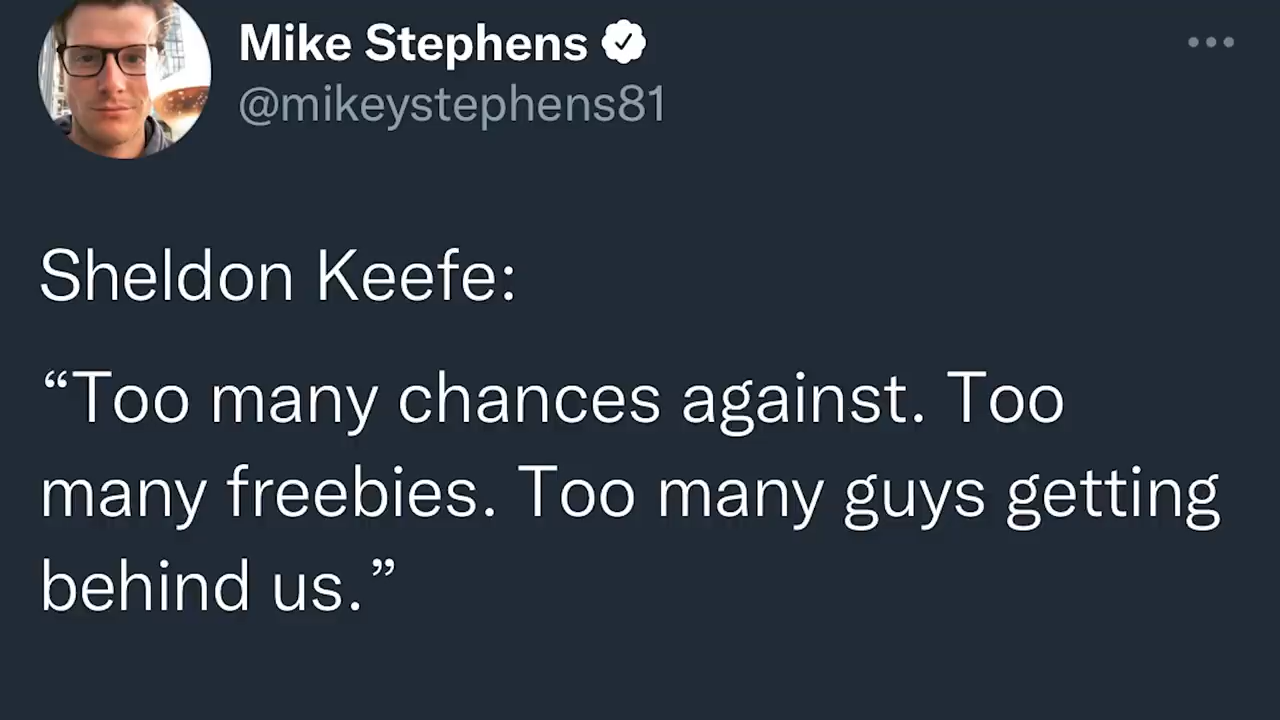 Mike Stephens
@mikeystephens81
Sheldon Keefe:
“Too many chances against. Too
many freebies. Too many guys getting
behind us.”